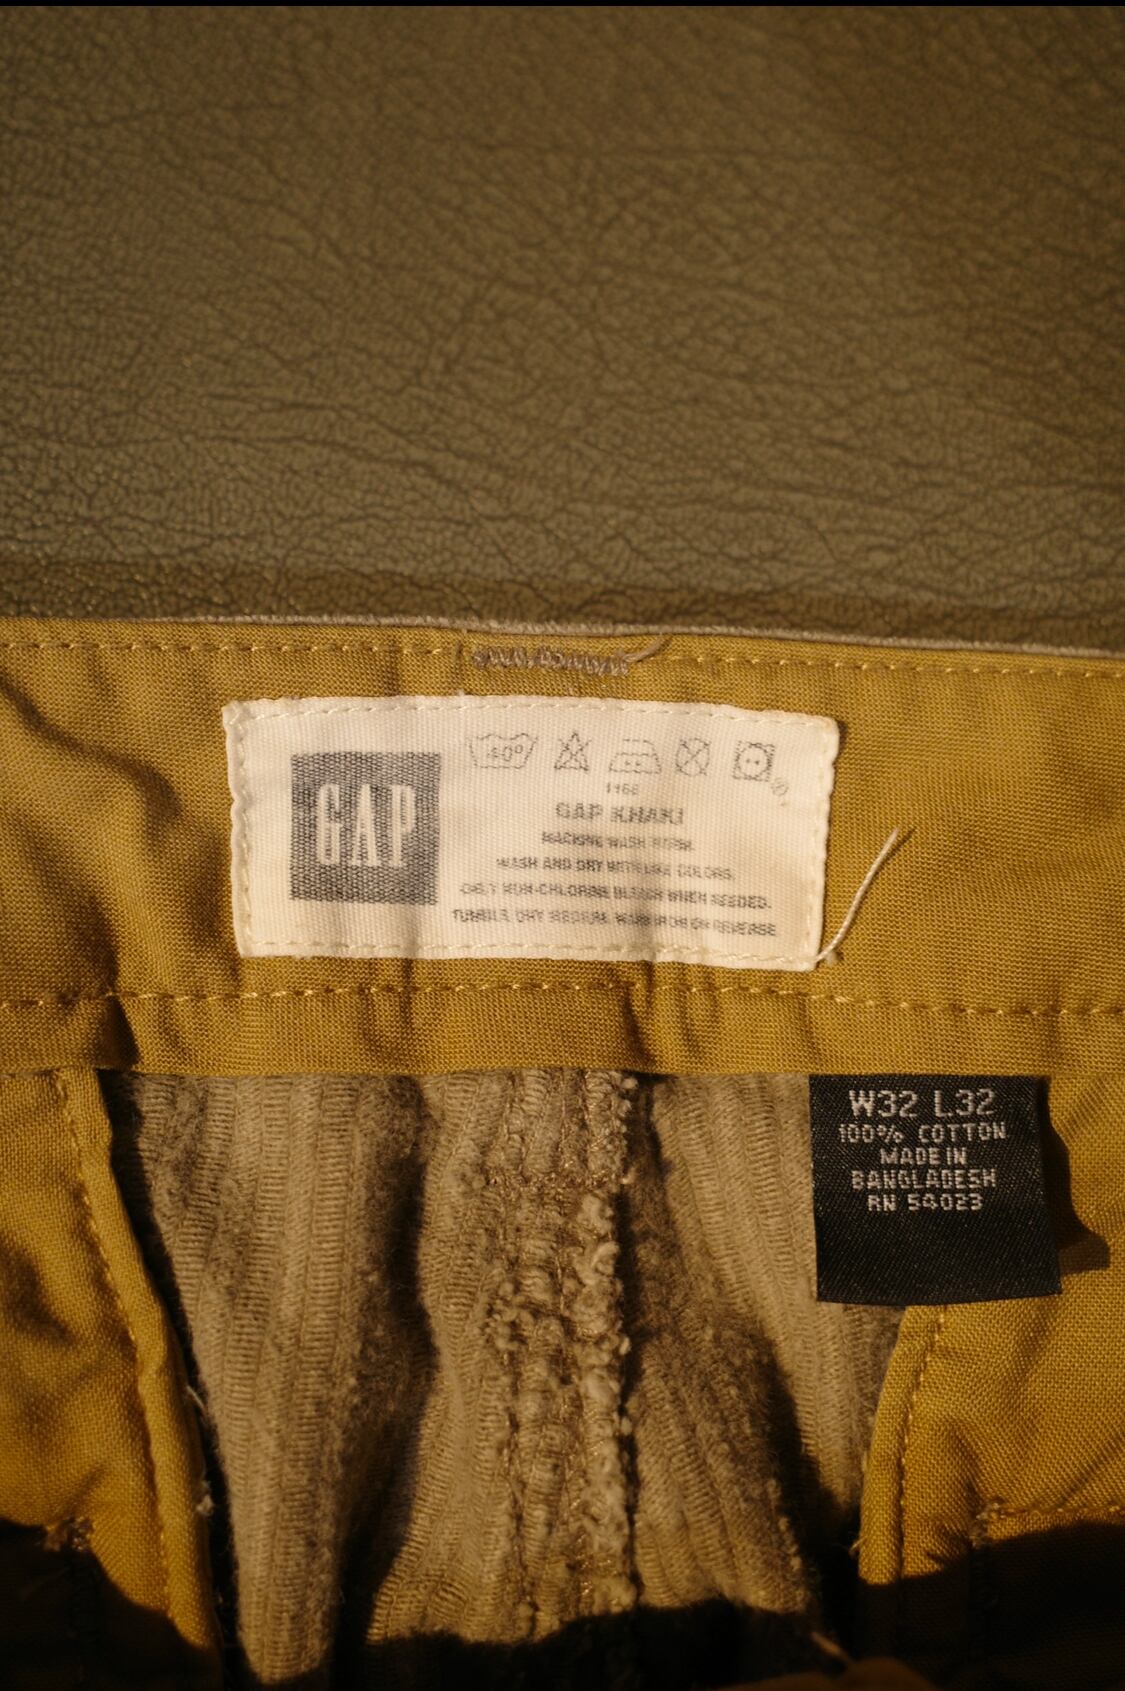 GAP
40°
GAP KHAKI
MACHINE WASH WARM.
WASH AND DRY WITH LIKE COLORS.
ONLY NON-CHLORINE BLEACH WHEN NEEDED.
TUMBLE DRY MEDIUM. WARM IRON ON REVERSE.
W32 L32
100% COTTON
MADE IN
BANGLADESH
RN 54023